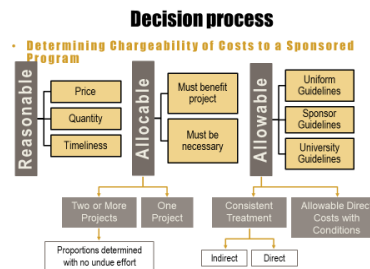 Decision process
• Determining Chargeability of Costs to a Sponsored
Program
Reasonable
Price
Quantity
Timeliness
Allocable
Must benefit
project
Must be
necessary
Allowable
Uniform
Guidelines
Sponsor
Guidelines
University
Guidelines
Two or More
Projects
One
Project
Consistent
Treatment
Allowable Direct
Costs with
Conditions
Proportions determined
with no undue effort
Indirect
Direct